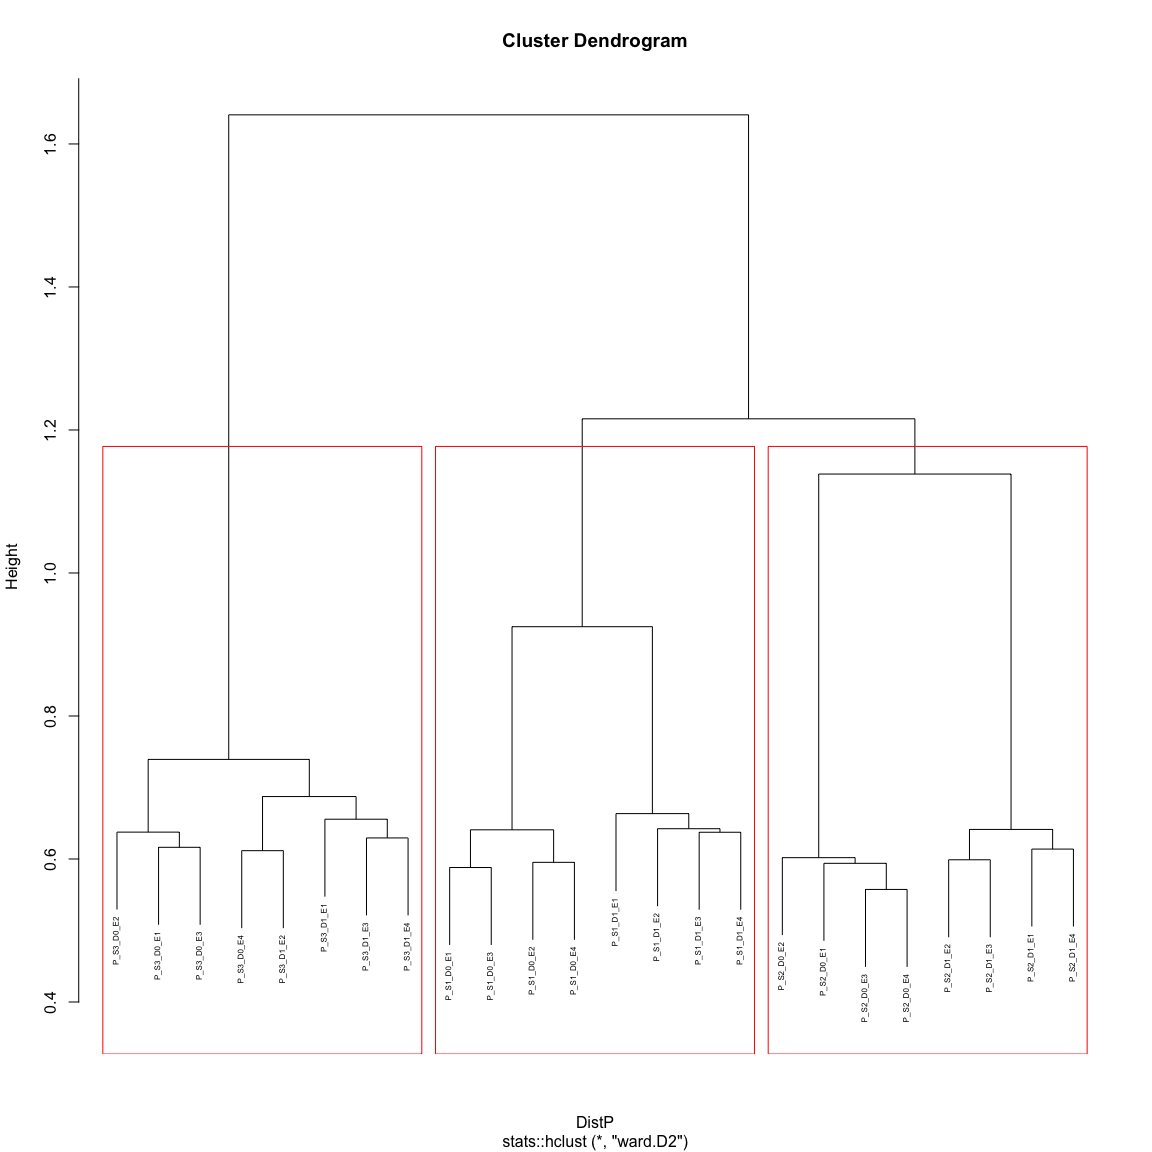 Cluster Dendrogram
Height
1.6
1.4
1.2
1.0
0.8
0.6
0.4
P_S3_D0_E2
P_S3_D0_E1
P_S3_D0_E3
P_S3_D0_E4
P_S3_D1_E2
P_S3_D1_E1
P_S3_D1_E3
P_S3_D1_E4
P_S1_D0_E1
P_S1_D0_E3
P_S1_D0_E2
P_S1_D0_E4
P_S1_D1_E1
P_S1_D1_E2
P_S1_D1_E3
P_S1_D1_E4
P_S2_D0_E2
P_S2_D0_E1
P_S2_D0_E3
P_S2_D0_E4
P_S2_D1_E2
P_S2_D1_E3
P_S2_D1_E1
P_S2_D1_E4
DistP
stats::hclust (*, "ward.D2")